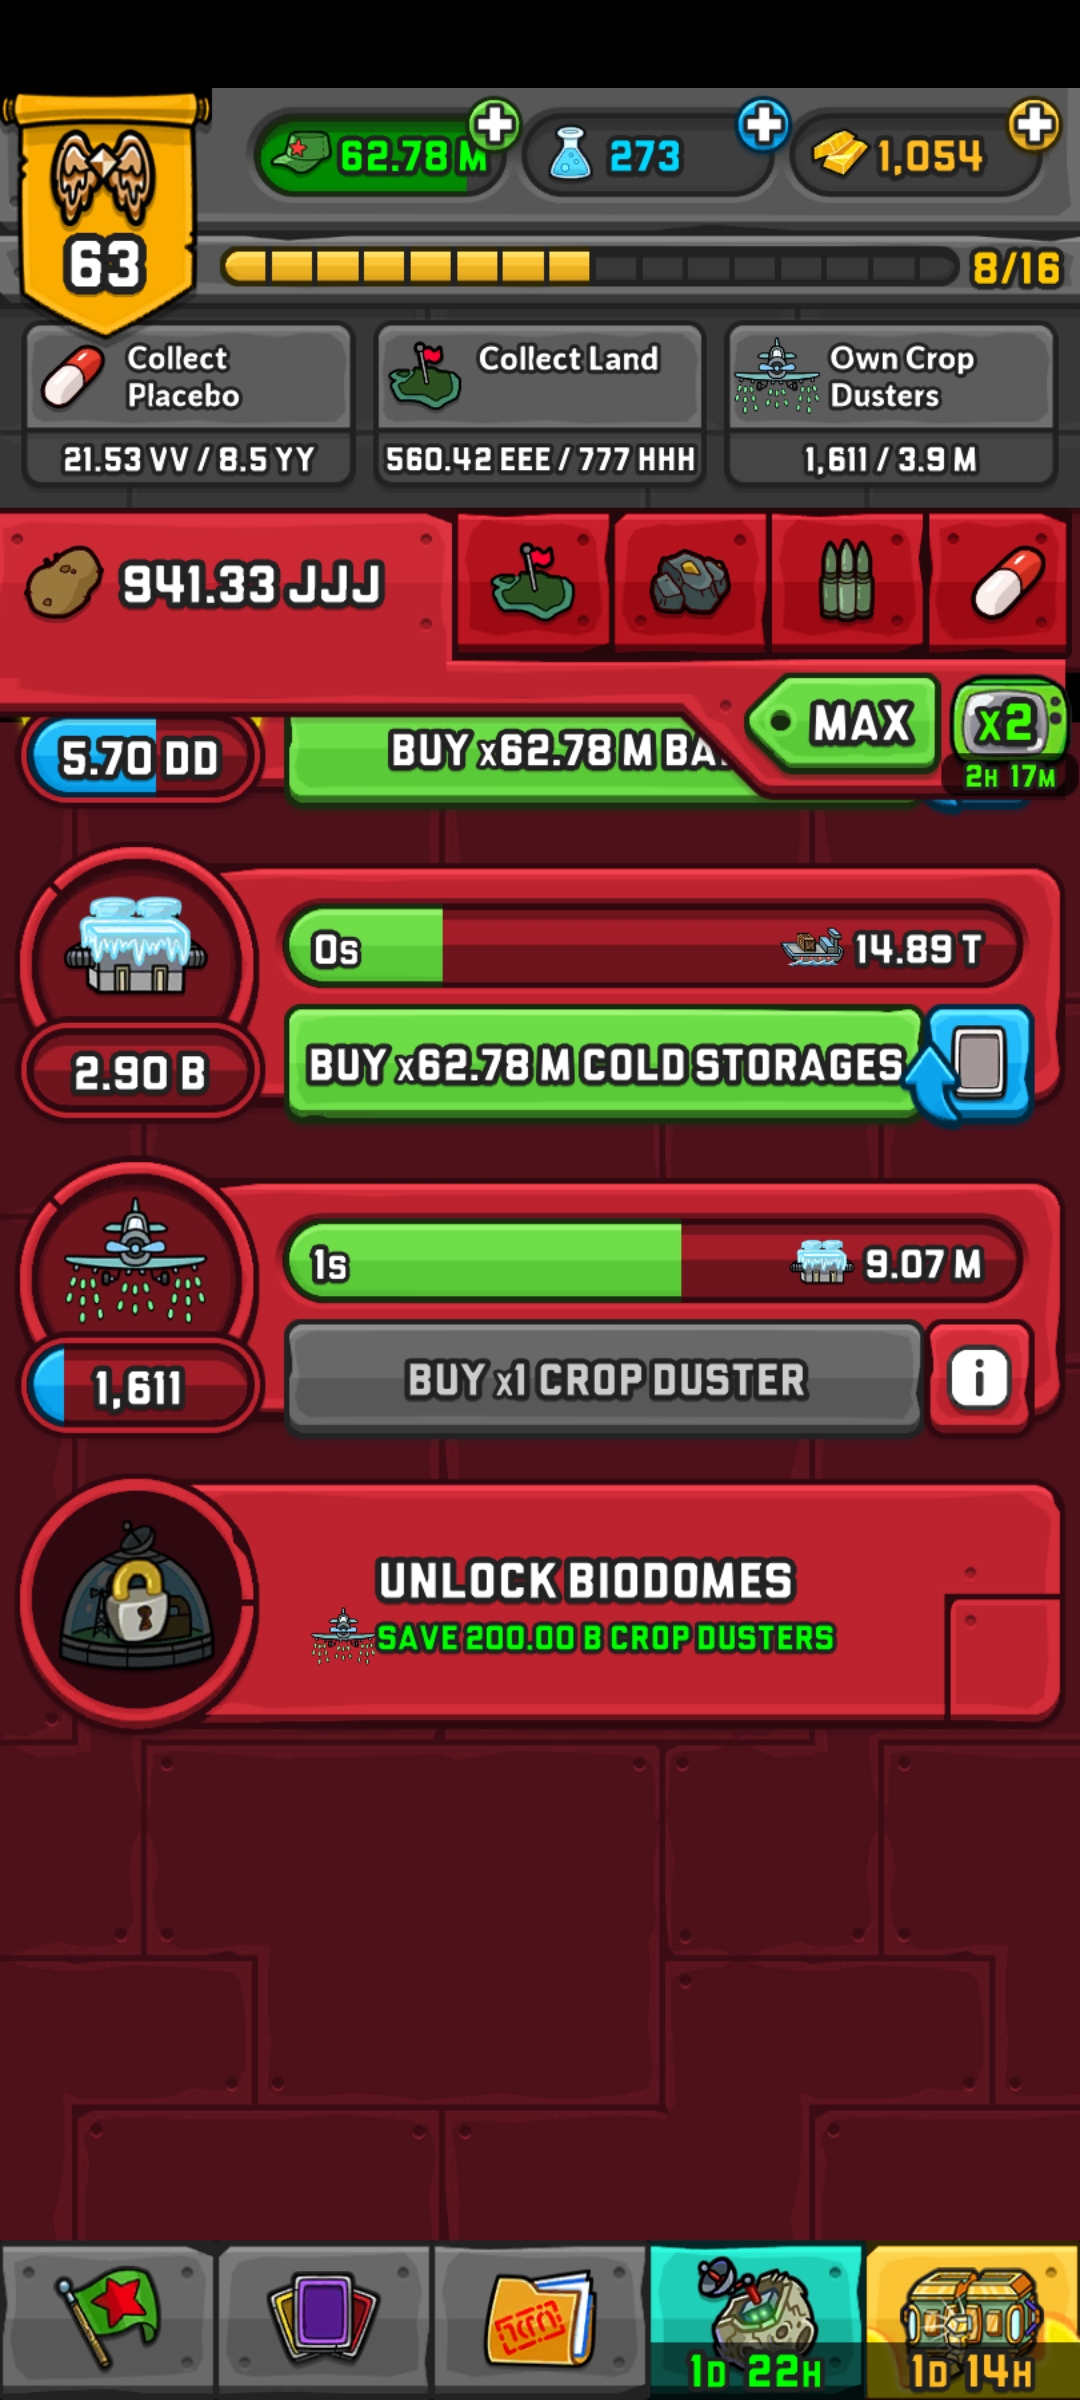 62.78 M
273
1,054
63
8/16
Collect
Placebo
Collect Land
Own Crop
Dusters
21.53 VV / 8.5 YY
560.42 EEE / 777 HHH
1,611 / 3.9 M
941.33 JJJ
MAX
x2
2H 17M
5.70 DD
BUY x62.78 M BA
0s
14.89 T
2.90 B
BUY x62.78 M COLD STORAGES
1s
9.07 M
1,611
BUY x1 CROP DUSTER
i
UNLOCK BIODOMES
SAVE 200.00 B CROP DUSTERS
1D 22H
1D 14H